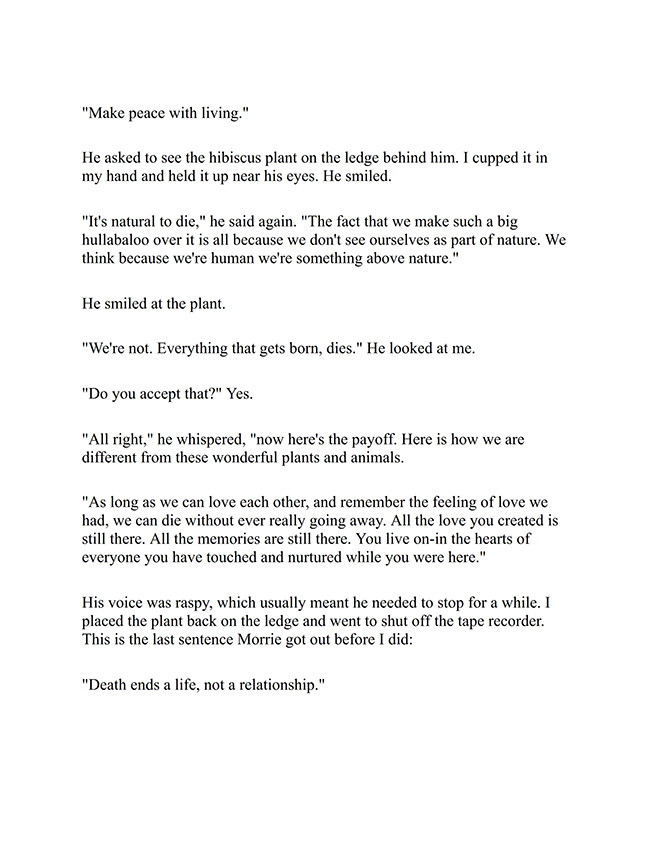 "Make peace with living."
He asked to see the hibiscus plant on the ledge behind him. I cupped it in
my hand and held it up near his eyes. He smiled.
"It's natural to die," he said again. "The fact that we make such a big
hullabaloo over it is all because we don't see ourselves as part of nature. We
think because we're human we're something above nature."
He smiled at the plant.
"We're not. Everything that gets born, dies." He looked at me.
"Do you accept that?" Yes.
"All right," he whispered, "now here's the payoff. Here is how we are
different from these wonderful plants and animals.
"As long as we can love each other, and remember the feeling of love we
had, we can die without ever really going away. All the love you created is
still there. All the memories are still there. You live on-in the hearts of
everyone you have touched and nurtured while you were here."
His voice was raspy, which usually meant he needed to stop for a while. I
placed the plant back on the ledge and went to shut off the tape recorder.
This is the last sentence Morrie got out before I did:
"Death ends a life, not a relationship."